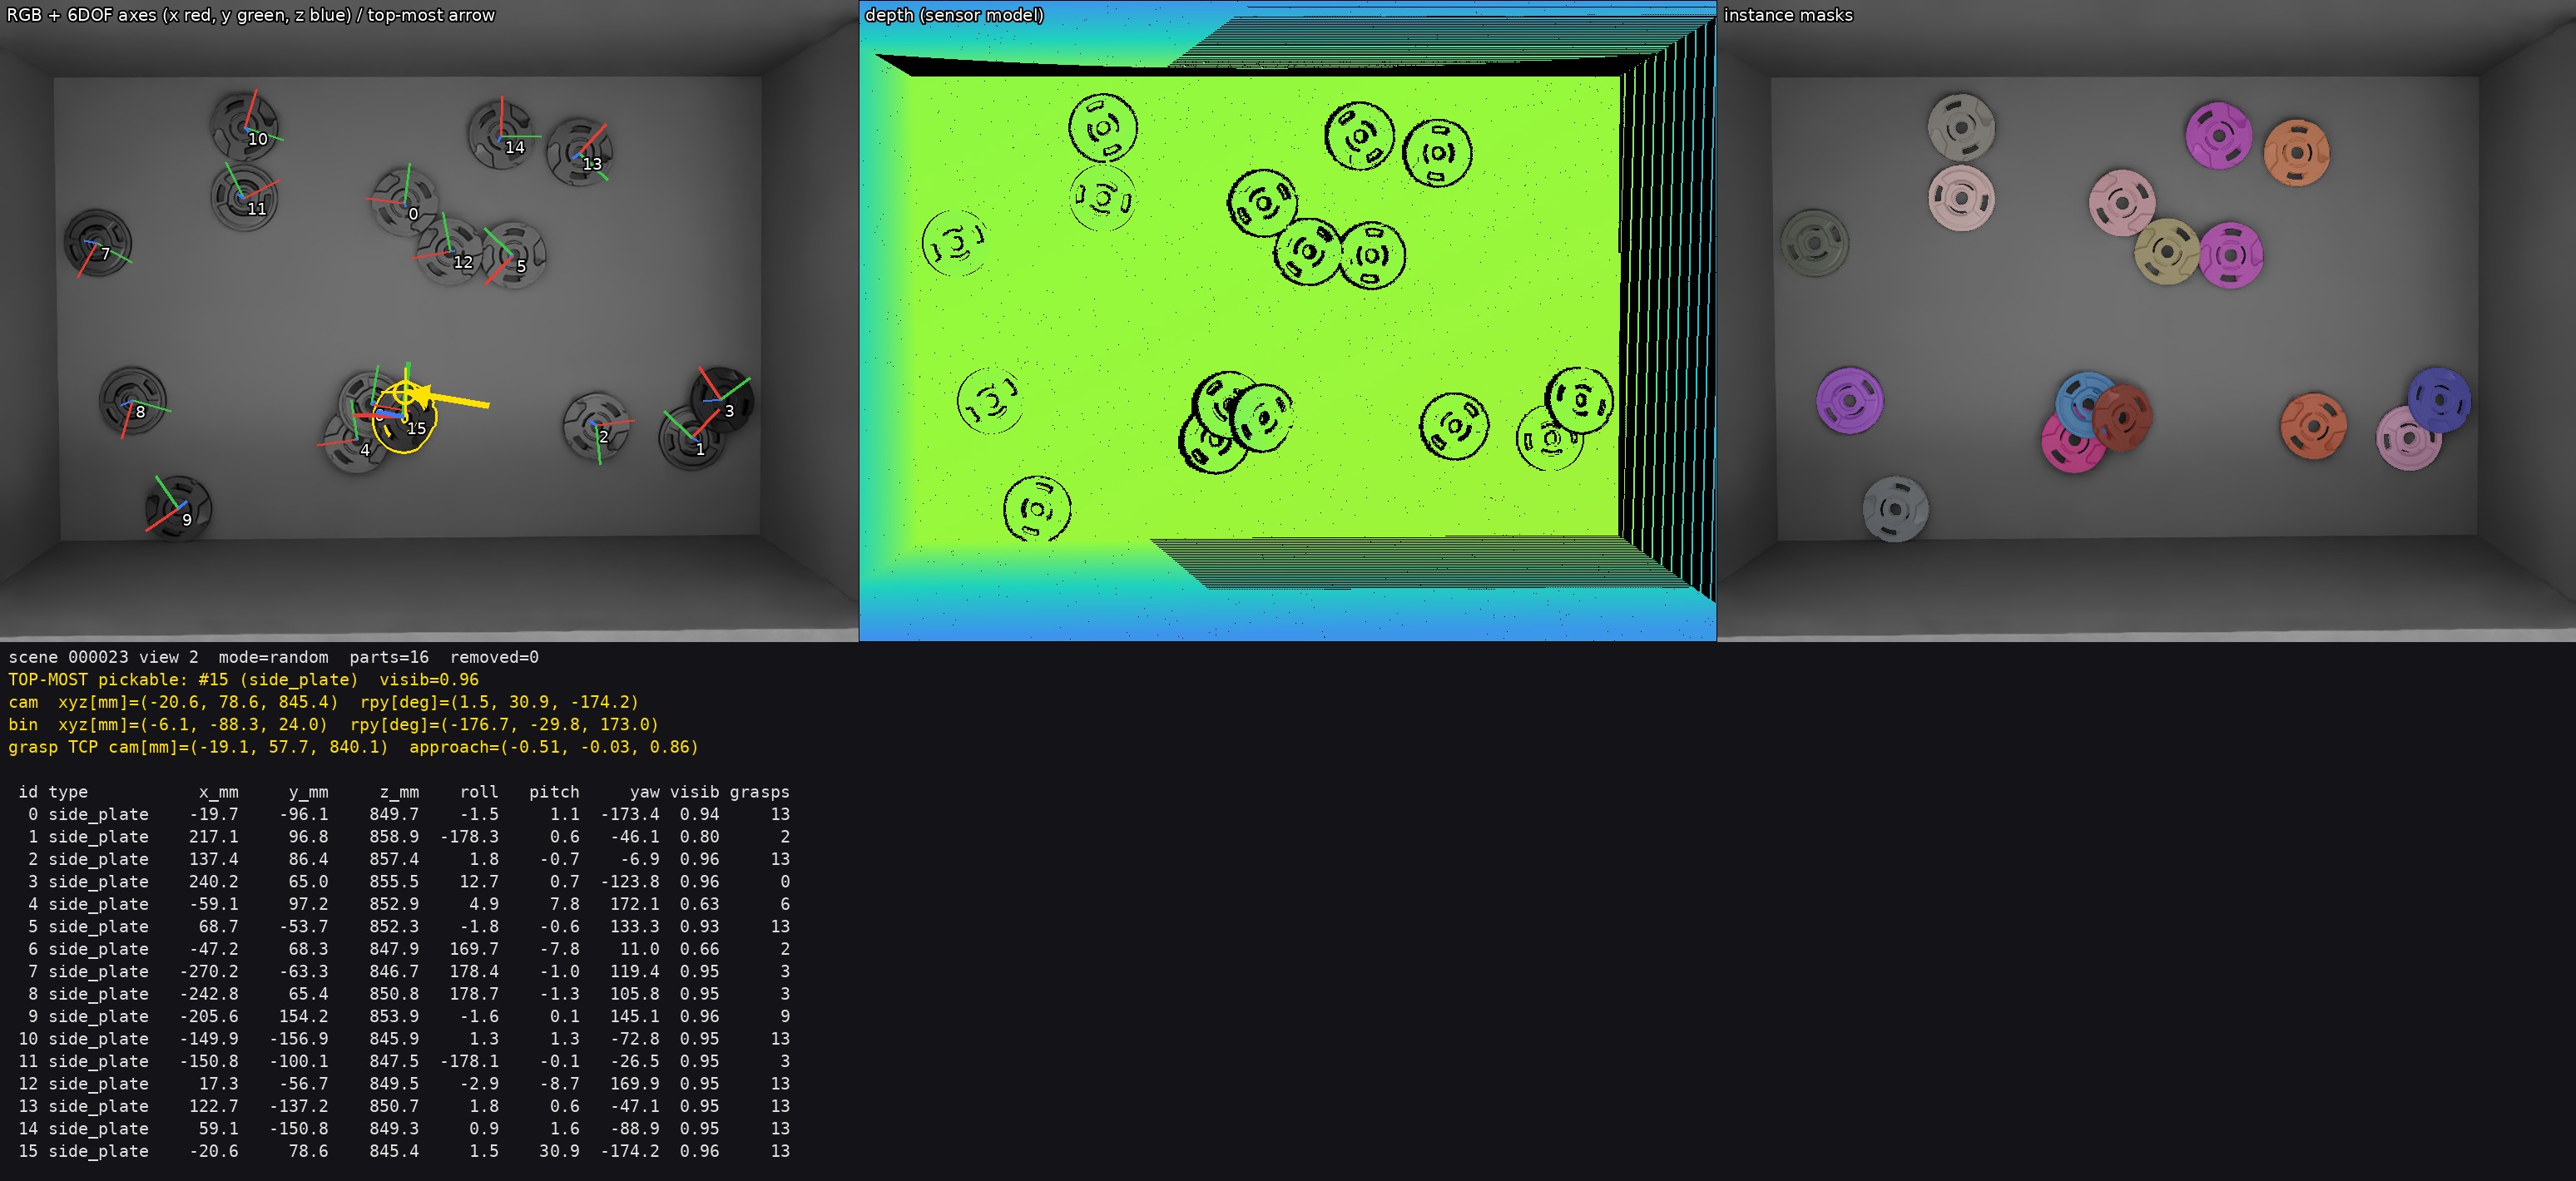 RGB + 6DOF axes (x red, y green, z blue) / top-most arrow
depth (sensor model)
instance masks
10
14
13
11
0
7
12
5
8
3
15
2
4
1
9
scene 000023 view 2  mode=random  parts=16  removed=0
TOP-MOST pickable: #15 (side_plate)  visib=0.96
cam  xyz[mm]=(-20.6, 78.6, 845.4)  rpy[deg]=(1.5, 30.9, -174.2)
bin  xyz[mm]=(-6.1, -88.3, 24.0)  rpy[deg]=(-176.7, -29.8, 173.0)
grasp TCP cam[mm]=(-19.1, 57.7, 840.1)  approach=(-0.51, -0.03, 0.86)
id type x_mm y_mm z_mm roll pitch yaw visib grasps
0 side_plate -19.7 -96.1 849.7 -1.5 1.1 -173.4 0.94 13
1 side_plate 217.1 96.8 858.9 -178.3 0.6 -46.1 0.80 2
2 side_plate 137.4 86.4 857.4 1.8 -0.7 -6.9 0.96 13
3 side_plate 240.2 65.0 855.5 12.7 0.7 -123.8 0.96 0
4 side_plate -59.1 97.2 852.9 4.9 7.8 172.1 0.63 6
5 side_plate 68.7 -53.7 852.3 -1.8 -0.6 133.3 0.93 13
6 side_plate -47.2 68.3 847.9 169.7 -7.8 11.0 0.66 2
7 side_plate -270.2 -63.3 846.7 178.4 -1.0 119.4 0.95 3
8 side_plate -242.8 65.4 850.8 178.7 -1.3 105.8 0.95 3
9 side_plate -205.6 154.2 853.9 -1.6 0.1 145.1 0.96 9
10 side_plate -149.9 -156.9 845.9 1.3 1.3 -72.8 0.95 13
11 side_plate -150.8 -100.1 847.5 -178.1 -0.1 -26.5 0.95 3
12 side_plate 17.3 -56.7 849.5 -2.9 -8.7 169.9 0.95 13
13 side_plate 122.7 -137.2 850.7 1.8 0.6 -47.1 0.95 13
14 side_plate 59.1 -150.8 849.3 0.9 1.6 -88.9 0.95 13
15 side_plate -20.6 78.6 845.4 1.5 30.9 -174.2 0.96 13